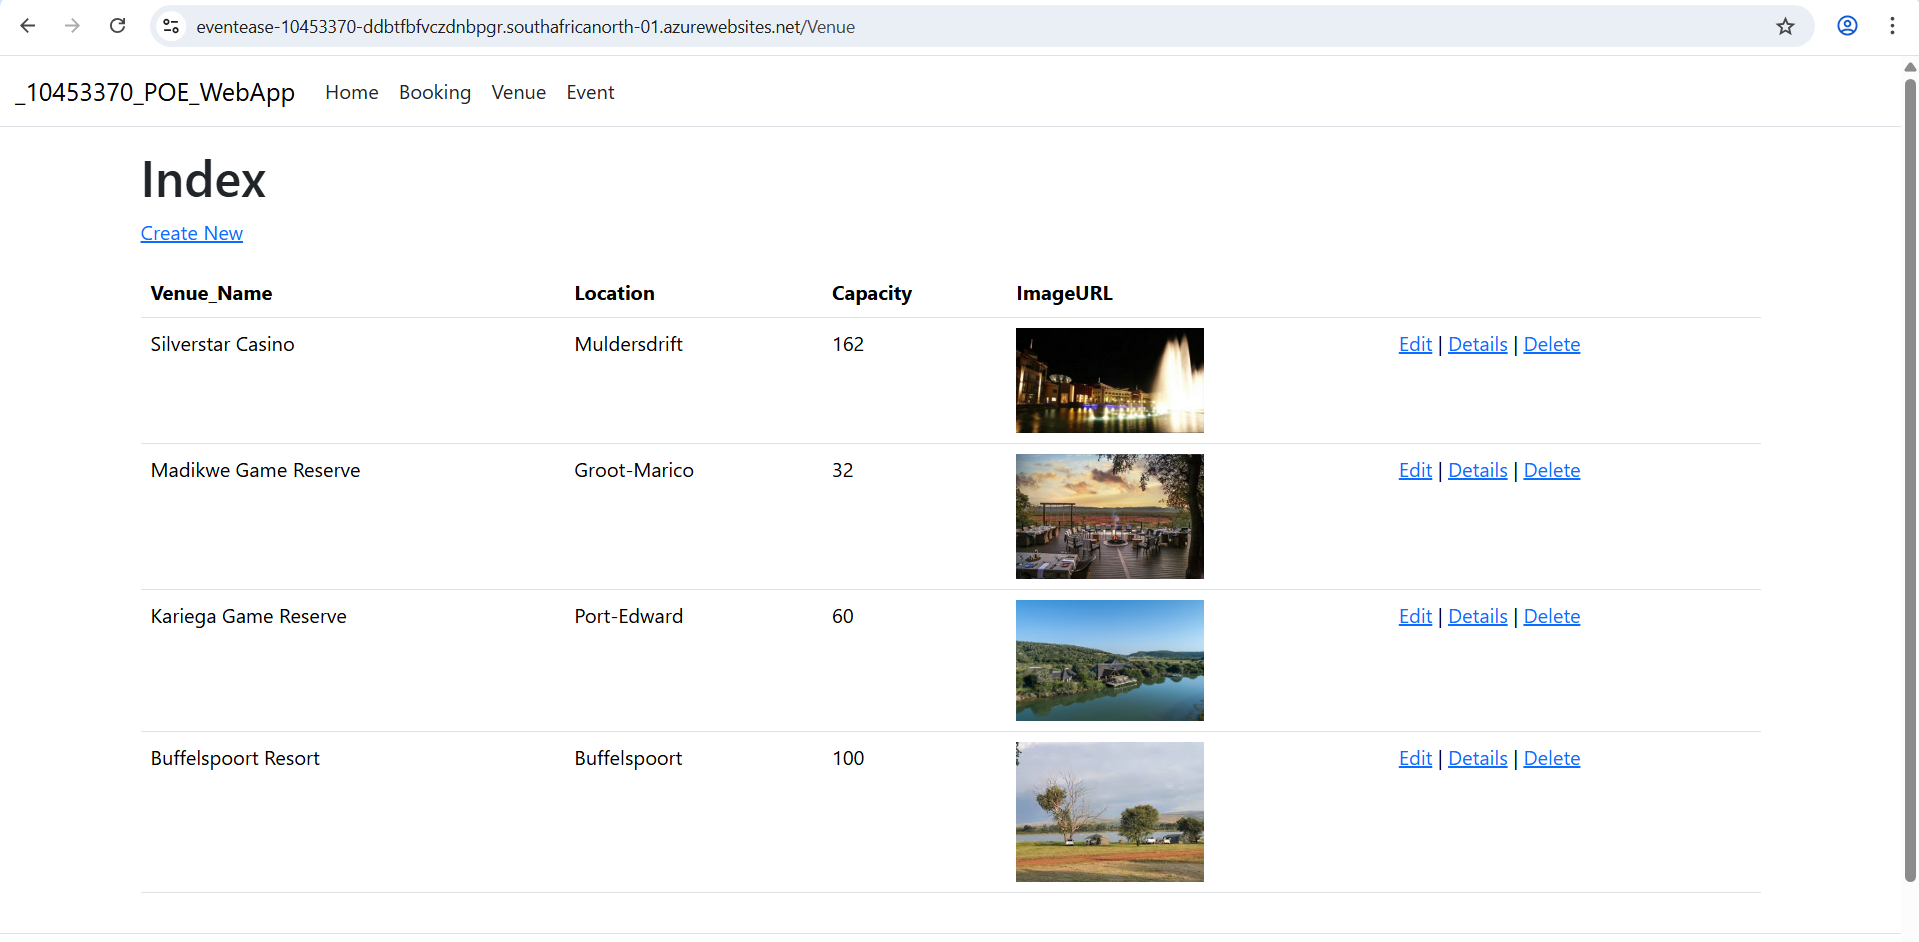 eventease-10453370-ddbtfbfvczdnbpgr.southafricanorth-01.azurewebsites.net/Venue
_10453370_POE_WebApp Home Booking Venue Event
Index
Create New
Venue_Name Location Capacity ImageURL
Silverstar Casino Muldersdrift 162 Edit | Details | Delete
Madikwe Game Reserve Groot-Marico 32 Edit | Details | Delete
Kariega Game Reserve Port-Edward 60 Edit | Details | Delete
Buffelspoort Resort Buffelspoort 100 Edit | Details | Delete